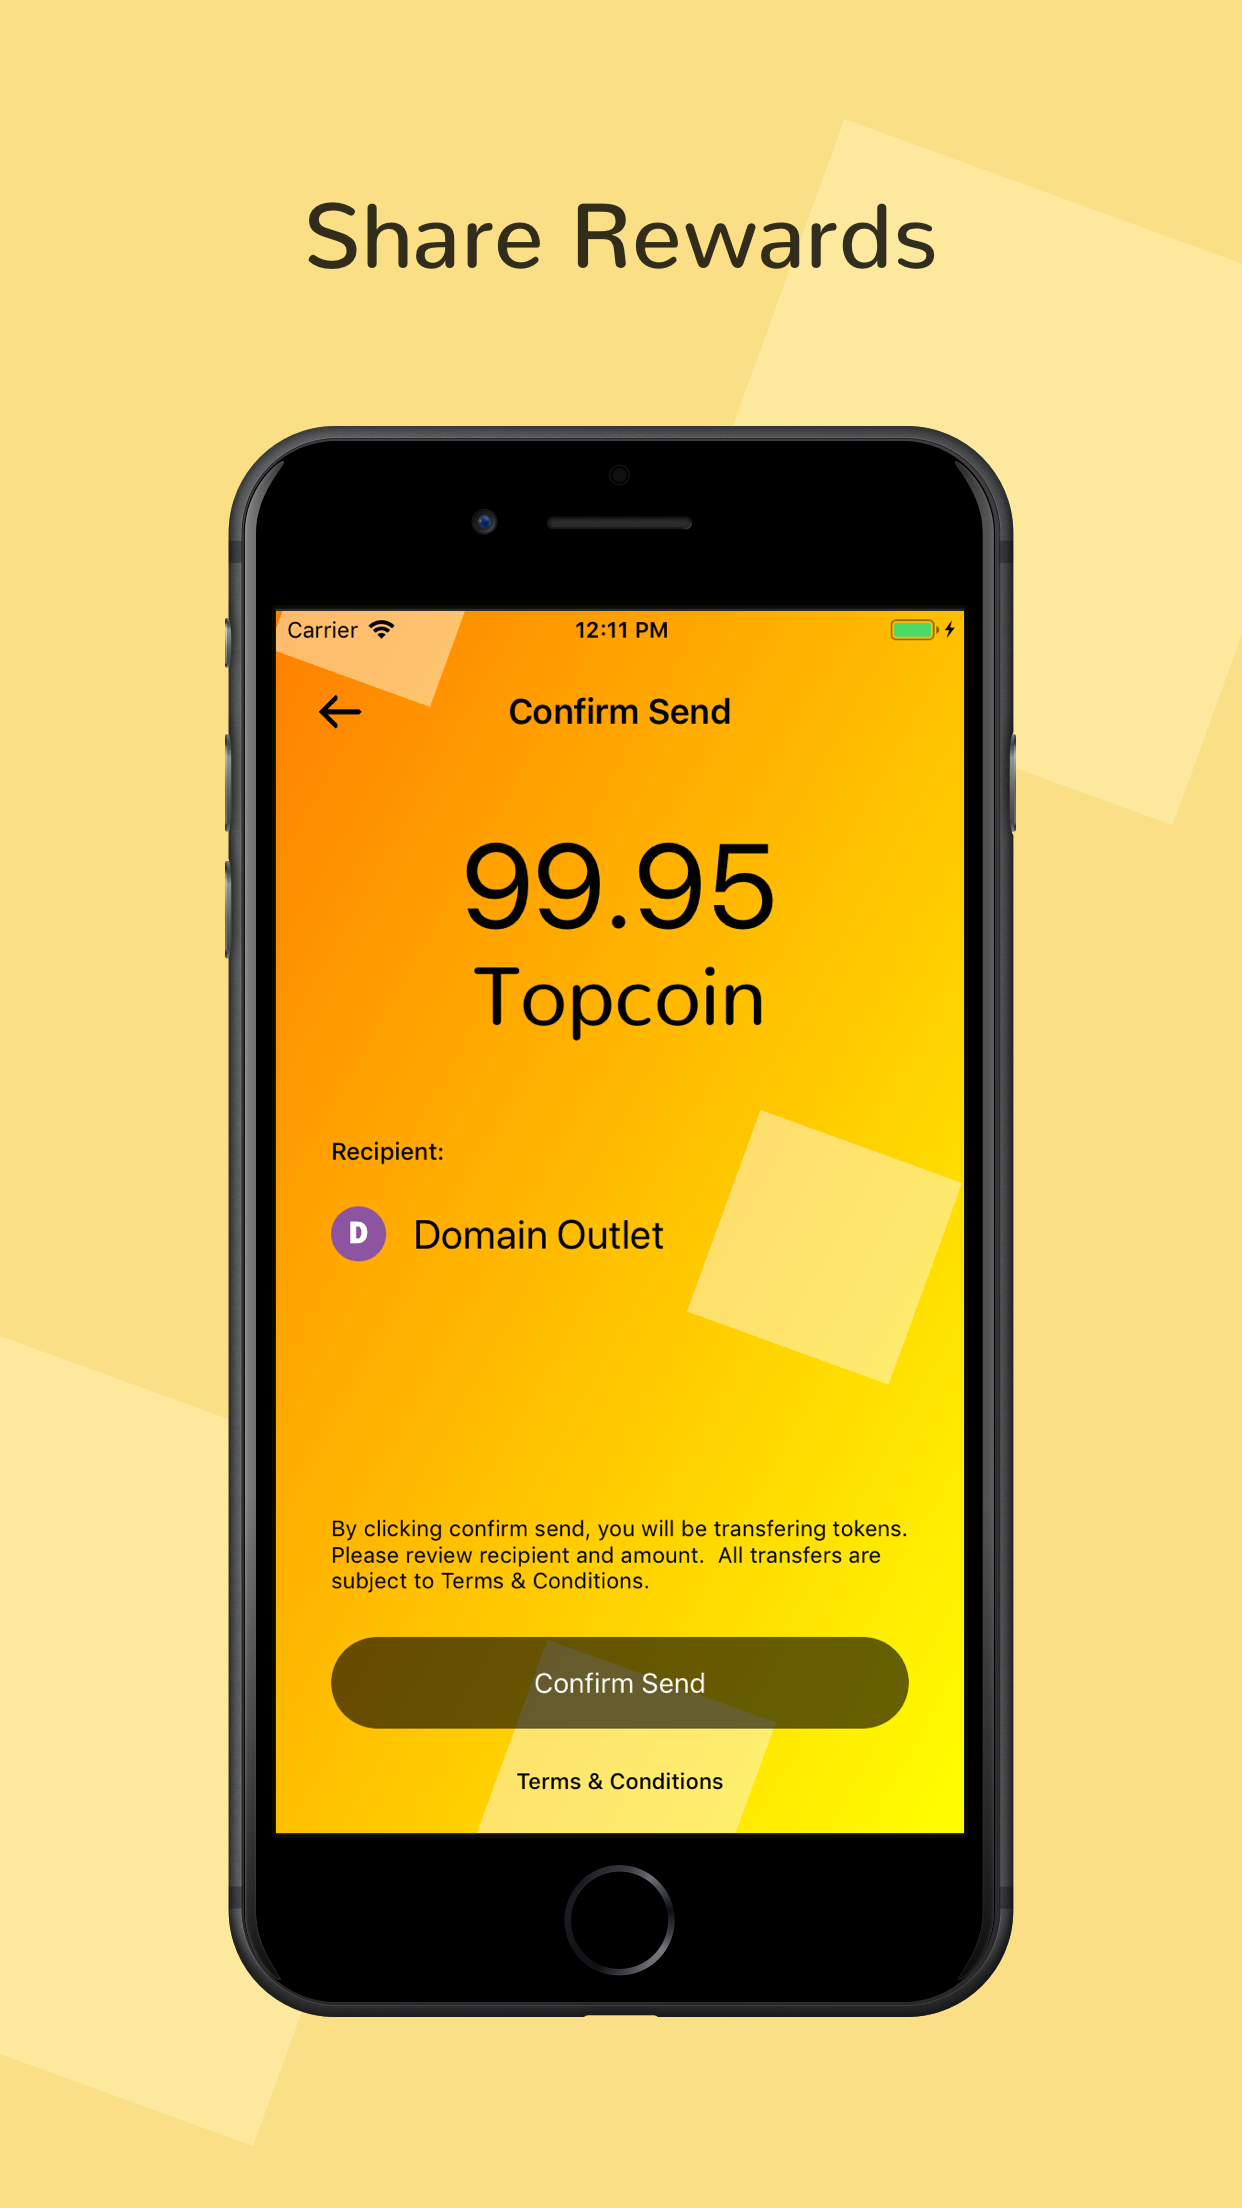 Share Rewards
Carrier 12:11 PM
Confirm Send
99.95
Topcoin
Recipient:
D Domain Outlet
By clicking confirm send, you will be transfering tokens.
Please review recipient and amount.  All transfers are
subject to Terms & Conditions.
Confirm Send
Terms & Conditions